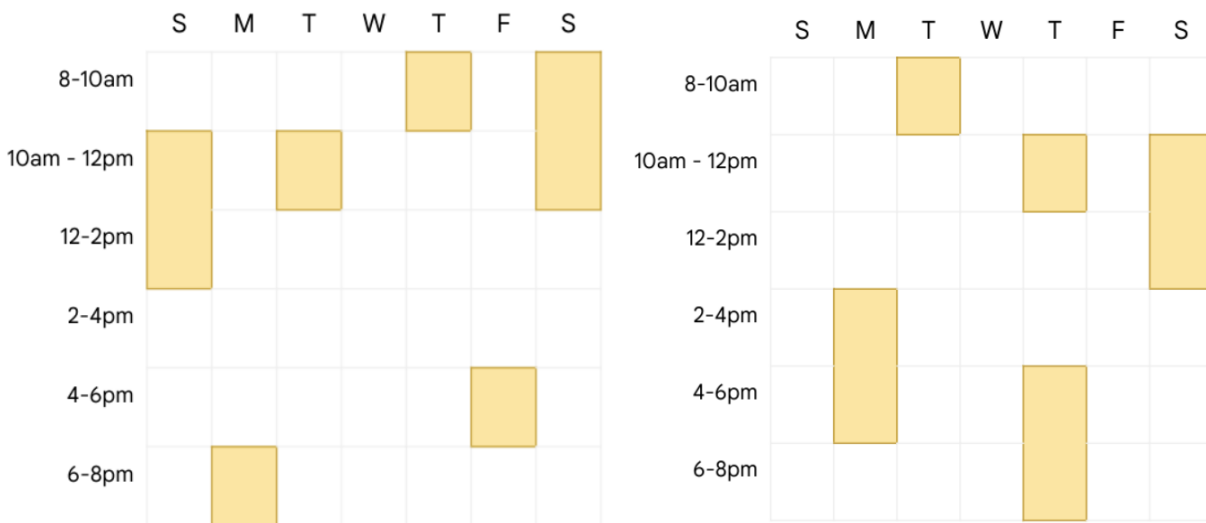 S M T W T F S
8-10am
10am - 12pm
12-2pm
2-4pm
4-6pm
6-8pm
S M T W T F S
8-10am
10am - 12pm
12-2pm
2-4pm
4-6pm
6-8pm